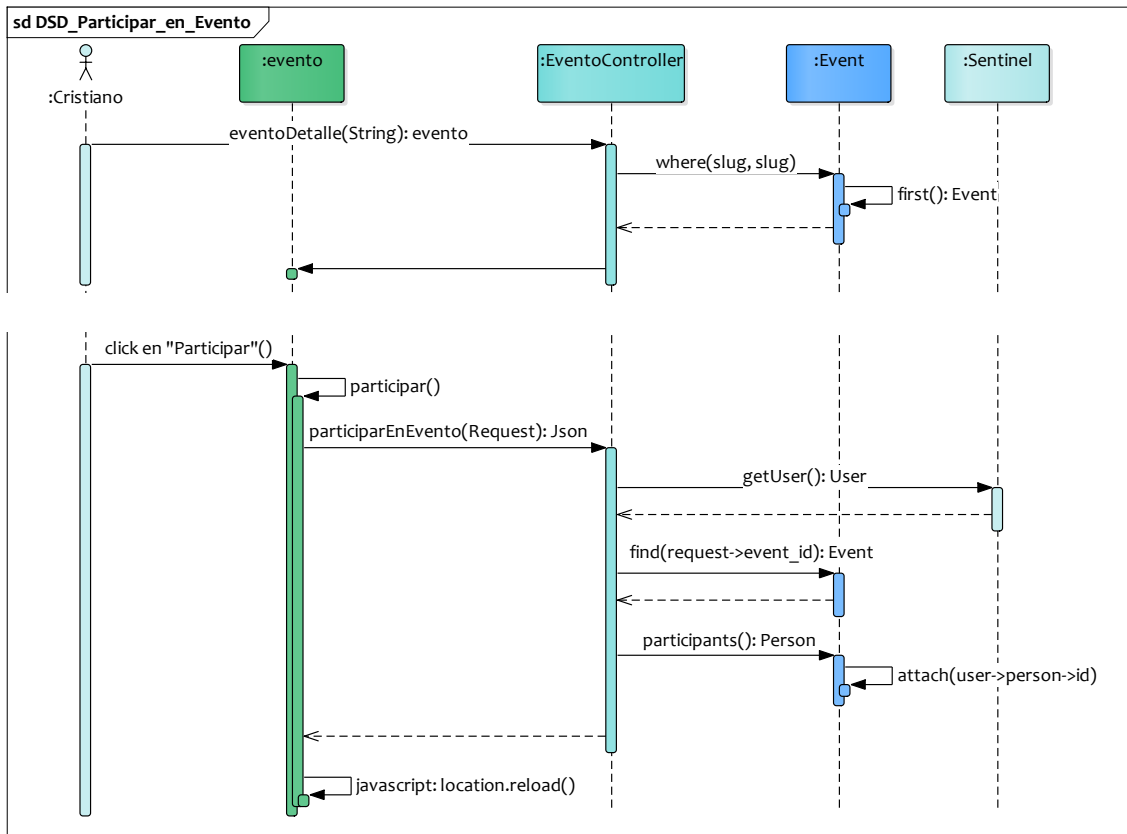 sd DSD_Participar_en_Evento
:Cristiano
:evento
:EventoController
:Event
:Sentinel
eventoDetalle(String): evento
where(slug, slug)
first(): Event
click en "Participar"()
participar()
participarEnEvento(Request): Json
getUser(): User
find(request->event_id): Event
participants(): Person
attach(user->person->id)
javascript: location.reload()